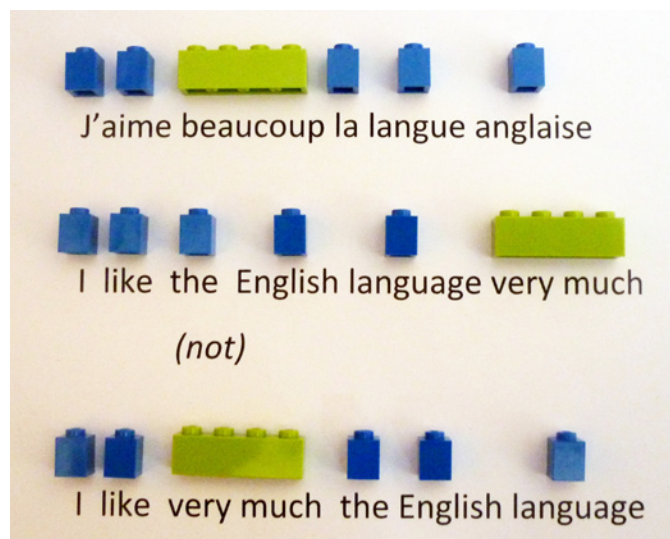 J'aime beaucoup la langue anglaise
I like the English language very much
(not)
I like very much the English language